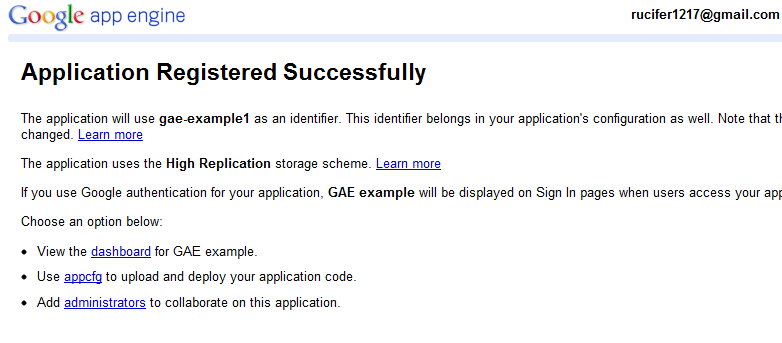 Google app engine
rucifer1217@gmail.com
Application Registered Successfully
The application will use gae-example1 as an identifier. This identifier belongs in your application's configuration as well. Note that
changed. Learn more
The application uses the High Replication storage scheme. Learn more
If you use Google authentication for your application, GAE example will be displayed on Sign In pages when users access your
Choose an option below:
• View the dashboard for GAE example.
• Use appcfg to upload and deploy your application code.
• Add administrators to collaborate on this application.